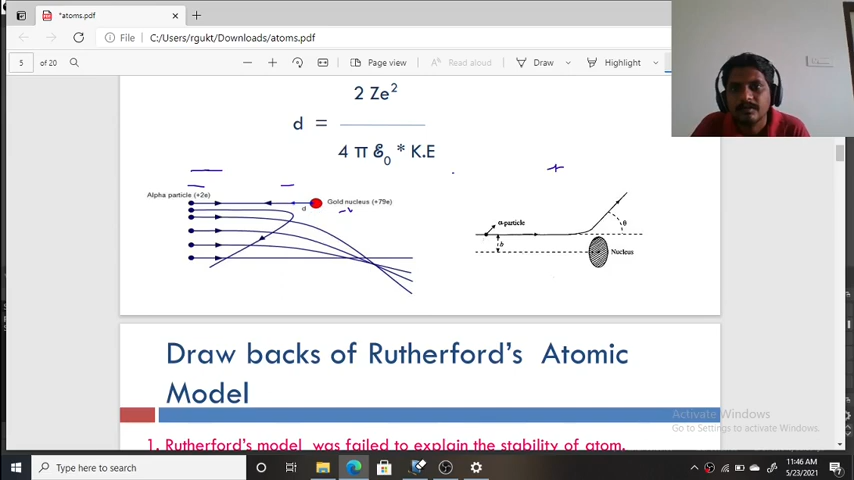 *atoms.pdf
File C:/Users/rgukt/Downloads/atoms.pdf
5 of 20 Page view Read aloud Draw Highlight
2 Ze²
d =
4 π ℰ₀ * K.E
Alpha particle (+2e)
Gold nucleus (+79e)
d
α-particle
θ
b
Nucleus
Draw backs of Rutherford's Atomic
Model
1. Rutherford's model was failed to explain the stability of atom.
Activate Windows
Go to Settings to activate Windows.
Type here to search
11:46 AM
5/23/2021